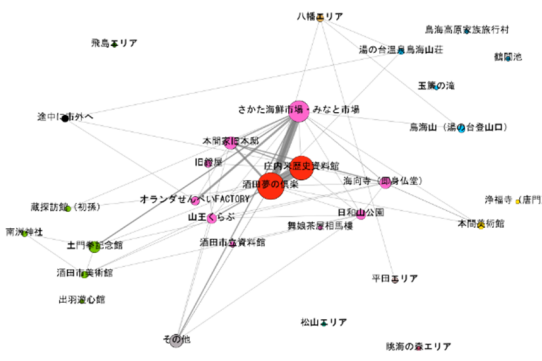 八幡エリア
鳥海高原家族旅行村
飛島エリア
湯の台温泉鳥海山荘
鶴間池
玉簾の滝
さかた海鮮市場・みなと市場
途中に市外へ
鳥海山（湯の台登山口）
本間家旧本邸
旧鐙屋
庄内米歴史資料館
酒田夢の倶楽
海向寺（即身仏堂）
オランダせんべいFACTORY
浄福寺（唐門
蔵探訪館（初孫）
山王くらぶ
日和山公園
本間美術館
舞娘茶屋相馬樓
南洲神社
土門拳記念館
酒田市立資料館
酒田市美術館
平田エリア
出羽遊心館
松山エリア
その他
眺海の森エリア